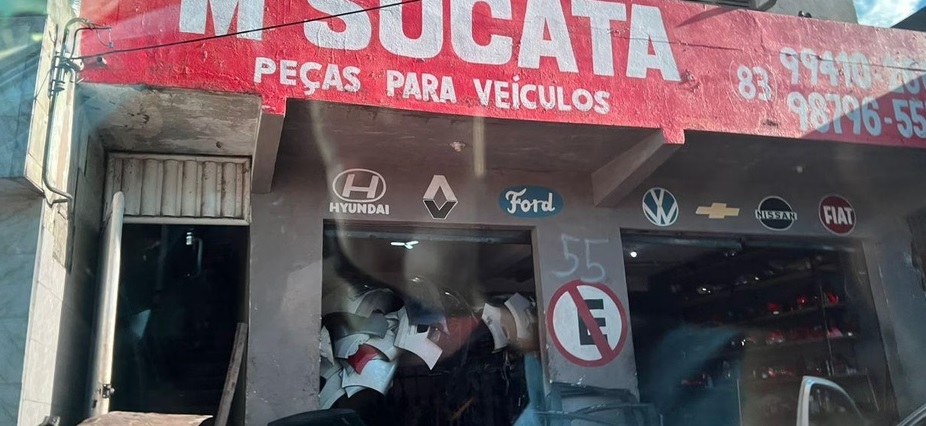 M SUCATA
PEÇAS PARA VEÍCULOS
83
HYUNDAI
Ford
NISSAN
FIAT
55
E